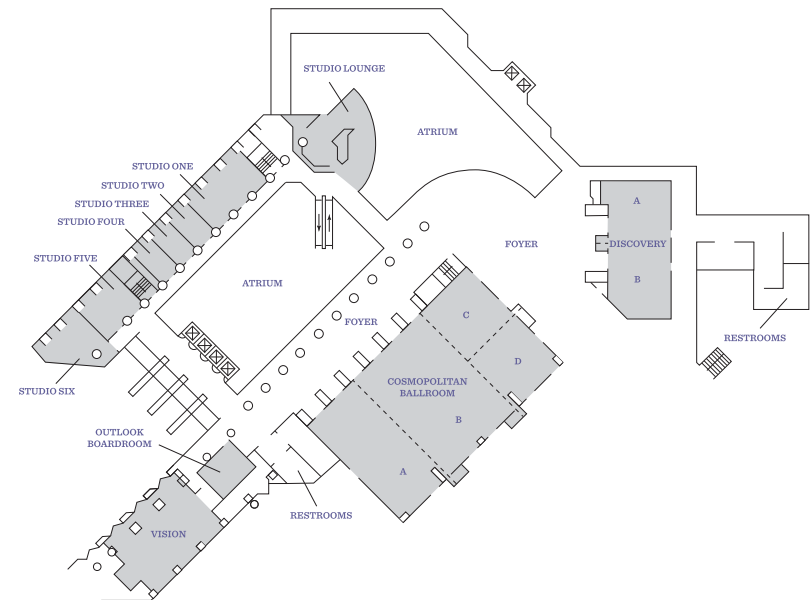 STUDIO LOUNGE
ATRIUM
STUDIO ONE
STUDIO TWO
STUDIO THREE
STUDIO FOUR
STUDIO FIVE
STUDIO SIX
A
DISCOVERY
B
FOYER
ATRIUM
FOYER
RESTROOMS
C
D
COSMOPOLITAN
BALLROOM
B
A
OUTLOOK
BOARDROOM
RESTROOMS
VISION